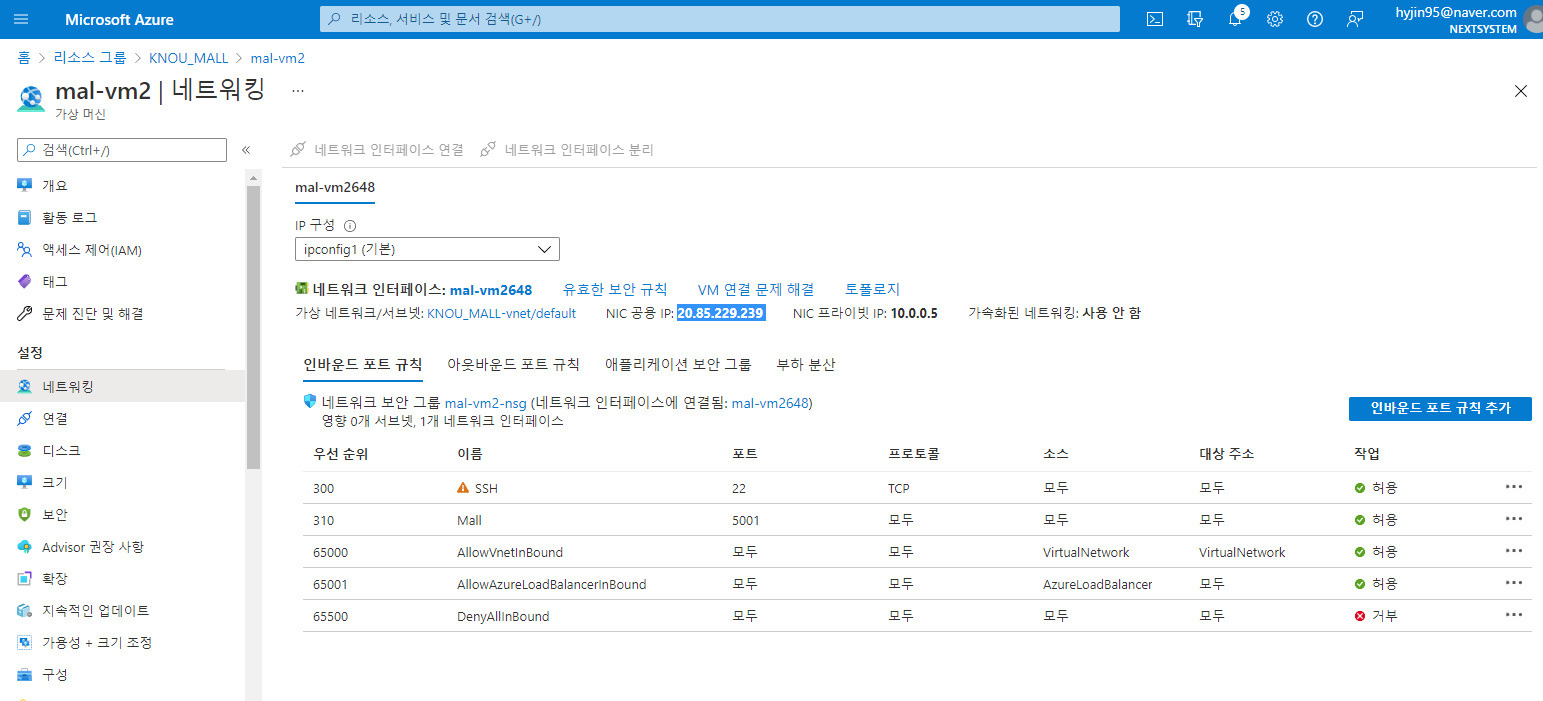 Microsoft Azure
리소스, 서비스 및 문서 검색(G+/)
5
hyjin95@naver.com
NEXTSYSTEM
홈 > 리소스 그룹 > KNOU_MALL > mal-vm2
mal-vm2 | 네트워킹 ...
가상 머신
검색(Ctrl+/)
«
개요
활동 로그
액세스 제어(IAM)
태그
문제 진단 및 해결
설정
네트워킹
연결
디스크
크기
보안
Advisor 권장 사항
확장
지속적인 업데이트
가용성 + 크기 조정
구성
네트워크 인터페이스 연결 네트워크 인터페이스 분리
mal-vm2648
IP 구성
ipconfig1 (기본)
네트워크 인터페이스: mal-vm2648 유효한 보안 규칙 VM 연결 문제 해결 토폴로지
가상 네트워크/서브넷: KNOU_MALL-vnet/default NIC 공용 IP: 20.85.229.239 NIC 프라이빗 IP: 10.0.0.5 가속화된 네트워킹: 사용 안 함
인바운드 포트 규칙 아웃바운드 포트 규칙 애플리케이션 보안 그룹 부하 분산
네트워크 보안 그룹 mal-vm2-nsg (네트워크 인터페이스에 연결됨: mal-vm2648)
영향 0개 서브넷, 1개 네트워크 인터페이스
인바운드 포트 규칙 추가
우선 순위 이름 포트 프로토콜 소스 대상 주소 작업
300 SSH 22 TCP 모두 모두 허용 ...
310 Mall 5001 모두 모두 모두 허용 ...
65000 AllowVnetInBound 모두 모두 VirtualNetwork VirtualNetwork 허용 ...
65001 AllowAzureLoadBalancerInBound 모두 모두 AzureLoadBalancer 모두 허용 ...
65500 DenyAllInBound 모두 모두 모두 모두 거부 ...